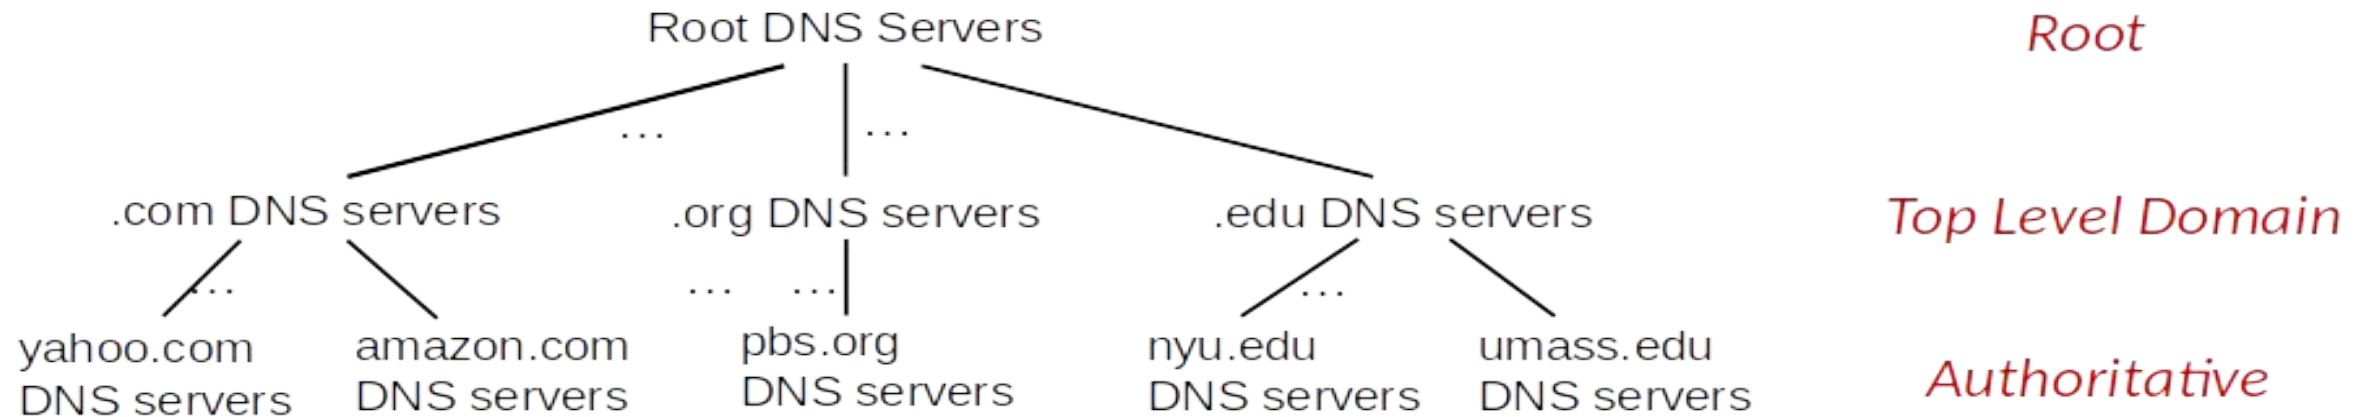 Root DNS Servers
Root
...
...
.com DNS servers
.org DNS servers
.edu DNS servers
Top Level Domain
...
...
...
...
yahoo.com
DNS servers
amazon.com
DNS servers
pbs.org
DNS servers
nyu.edu
DNS servers
umass.edu
DNS servers
Authoritative